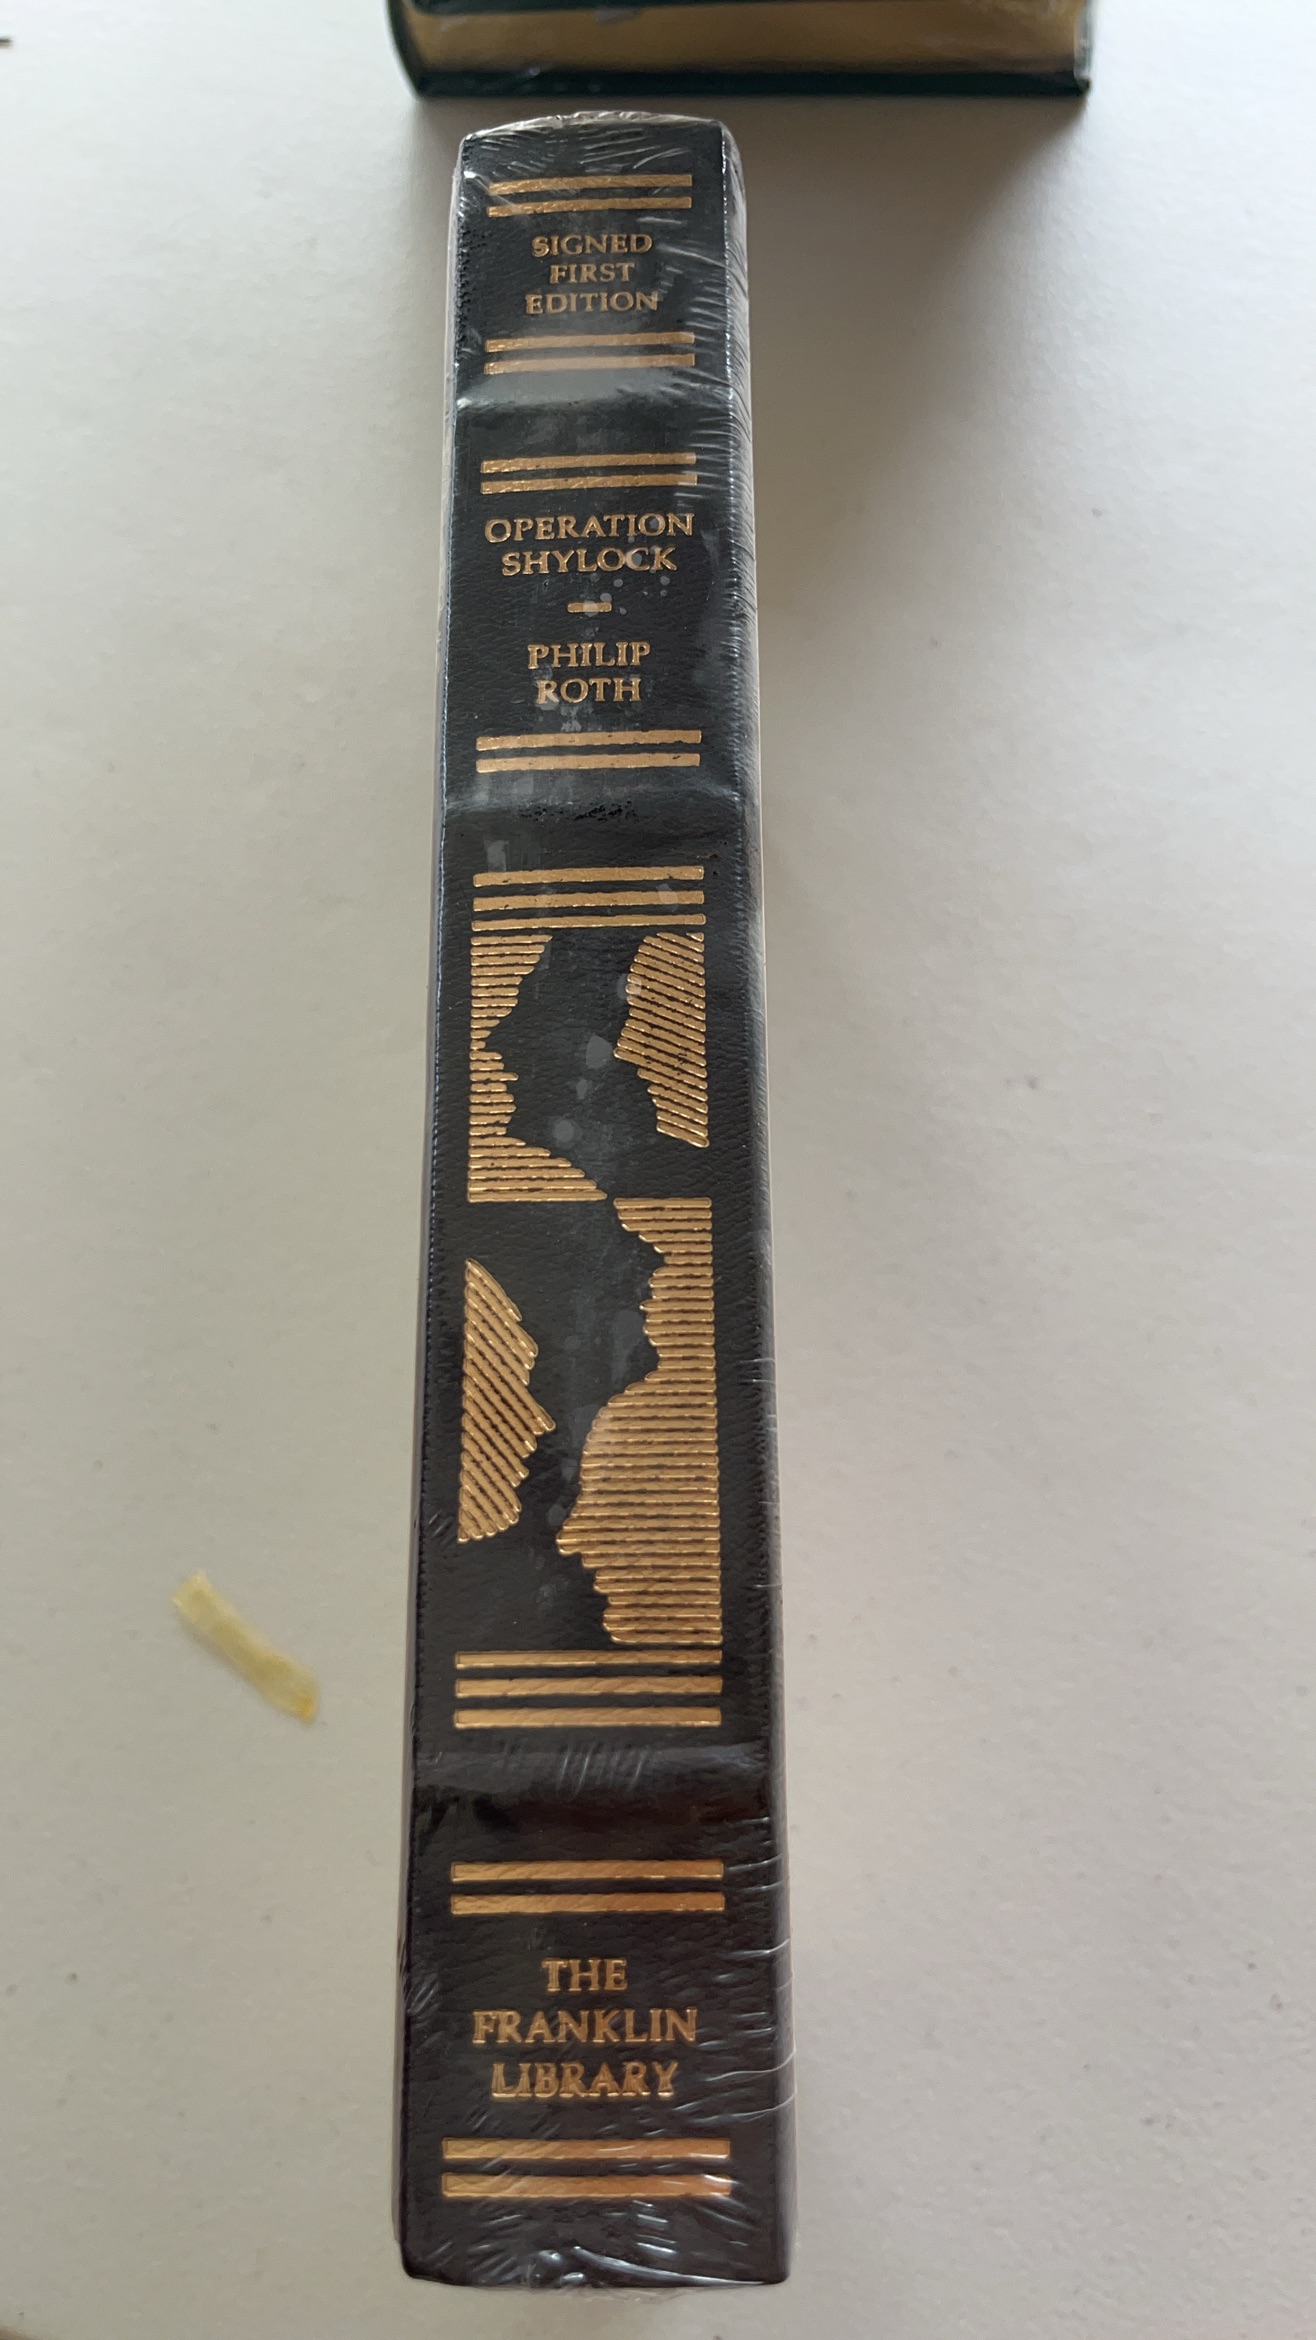 SIGNED
FIRST
EDITION
OPERATION
SHYLOCK
PHILIP
ROTH
THE
FRANKLIN
LIBRARY